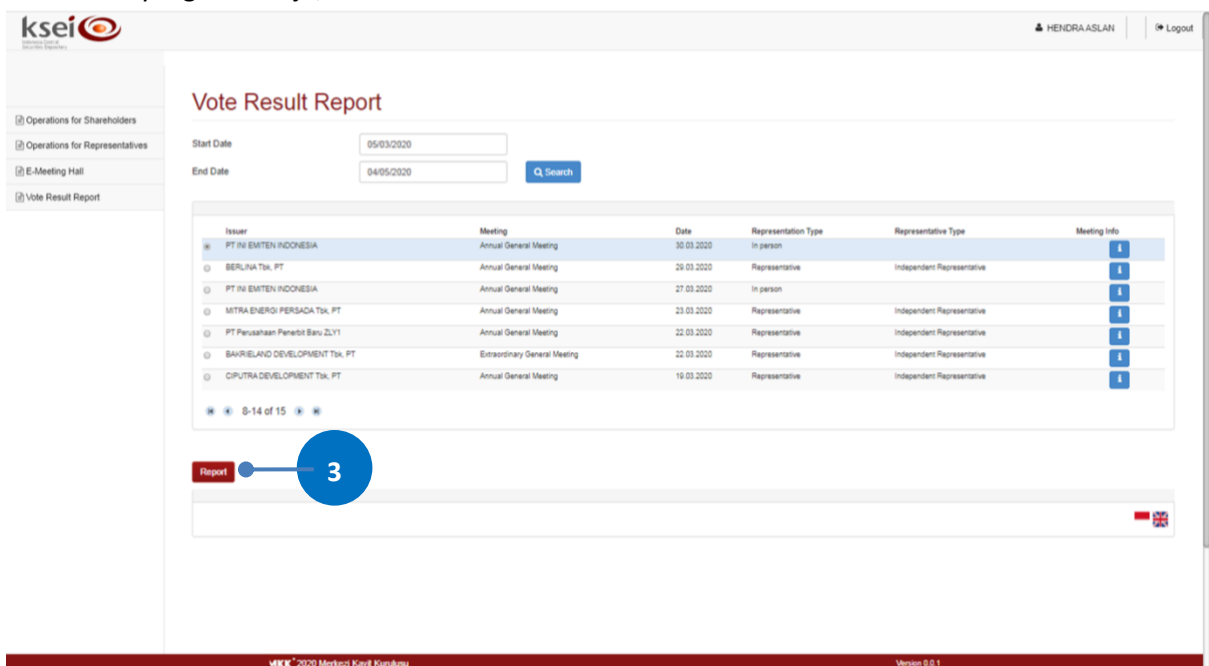 ksei
HENDRA ASLAN
Logout
Operations for Shareholders
Operations for Representatives
E-Meeting Hall
Vote Result Report
Vote Result Report
Start Date 05/03/2020
End Date 04/05/2020 Search
Issuer Meeting Date Representation Type Representative Type Meeting Info
PT INI EMITEN INDONESIA Annual General Meeting 30.03.2020 In person i
BERLINA Tbk, PT Annual General Meeting 29.03.2020 Representative Independent Representative i
PT INI EMITEN INDONESIA Annual General Meeting 27.03.2020 In person i
MITRA ENERGI PERSADA Tbk, PT Annual General Meeting 23.03.2020 Representative Independent Representative i
PT Perusahaan Penerbit Baru ZLY1 Annual General Meeting 22.03.2020 Representative Independent Representative i
BAKRIELAND DEVELOPMENT Tbk, PT Extraordinary General Meeting 22.03.2020 Representative Independent Representative i
CIPUTRA DEVELOPMENT Tbk, PT Annual General Meeting 19.03.2020 Representative Independent Representative i
8-14 of 15
Report 3
MKK 2020 Merkezi Kayit Kurulusu Version 0.0.1